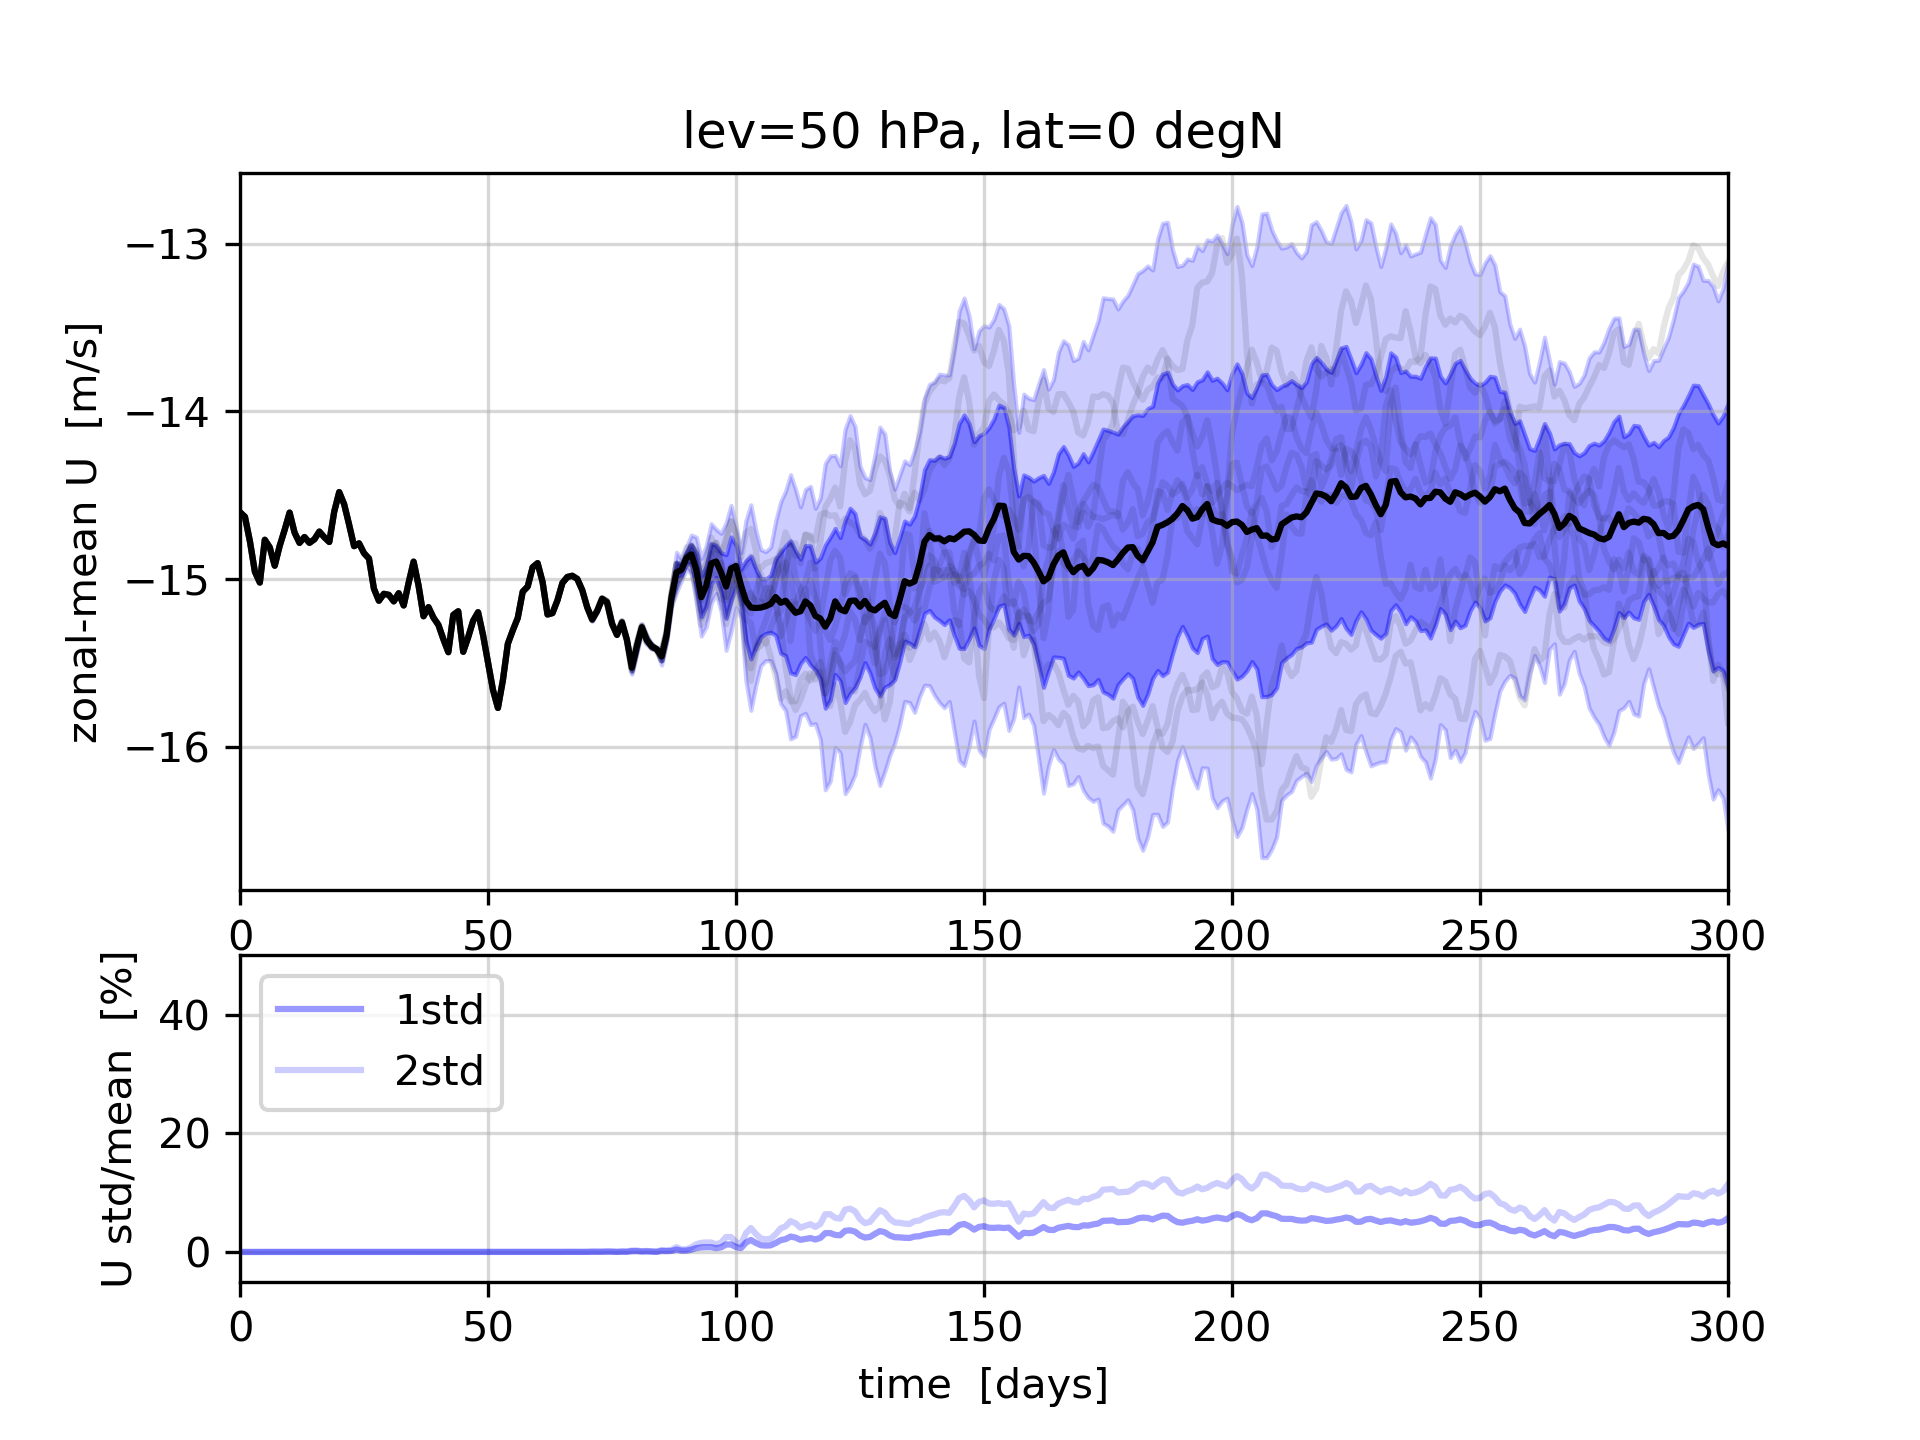 lev=50 hPa, lat=0 degN
zonal-mean U  [m/s]
−13
−14
−15
−16
0 50 100 150 200 250 300
U std/mean  [%]
40
20
0
1std
2std
0 50 100 150 200 250 300
time  [days]